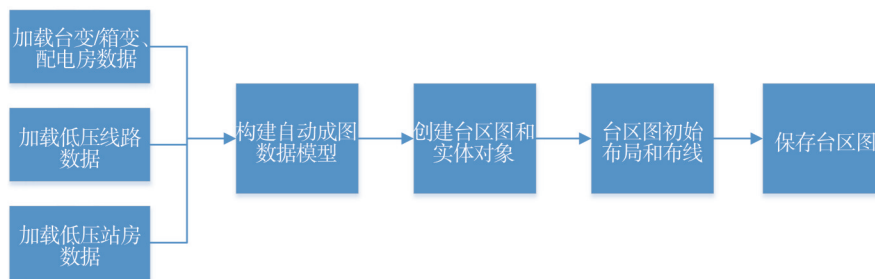 加载台变/箱变、
配电房数据
加载低压线路
数据
加载低压站房
数据
构建自动成图
数据模型
创建台区图和
实体对象
台区图初始
布局和布线
保存台区图